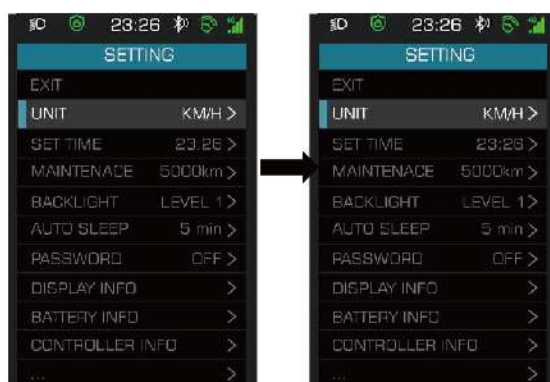 23:26
SETTING
EXIT
UNIT KM/H >
SET TIME 23.26 >
MAINTENACE 5000km >
BACKLIGHT LEVEL 1 >
AUTO SLEEP 5 min >
PASSWORD OFF >
DISPLAY INFO >
BATTERY INFO >
CONTROLLER INFO >
... >
23:26
SETTING
EXIT
UNIT KM/H >
SET TIME 23:26 >
MAINTENACE 5000km >
BACKLIGHT LEVEL 1 >
AUTO SLEEP 5 min >
PASSWORD OFF >
DISPLAY INFO >
BATTERY INFO >
CONTROLLER INFO >
... >